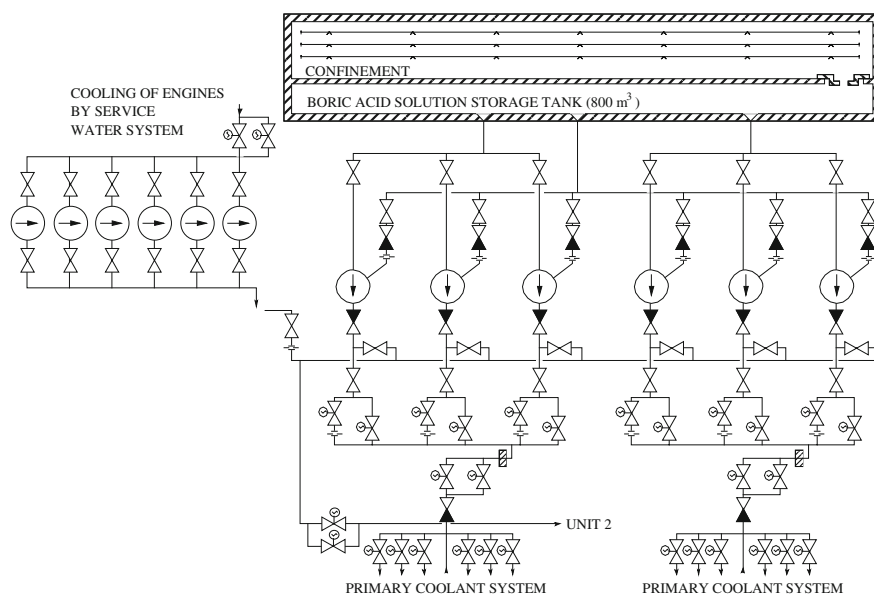 CONFINEMENT
BORIC ACID SOLUTION STORAGE TANK (800 m³)
COOLING OF ENGINES
BY SERVICE
WATER SYSTEM
UNIT 2
PRIMARY COOLANT SYSTEM
PRIMARY COOLANT SYSTEM